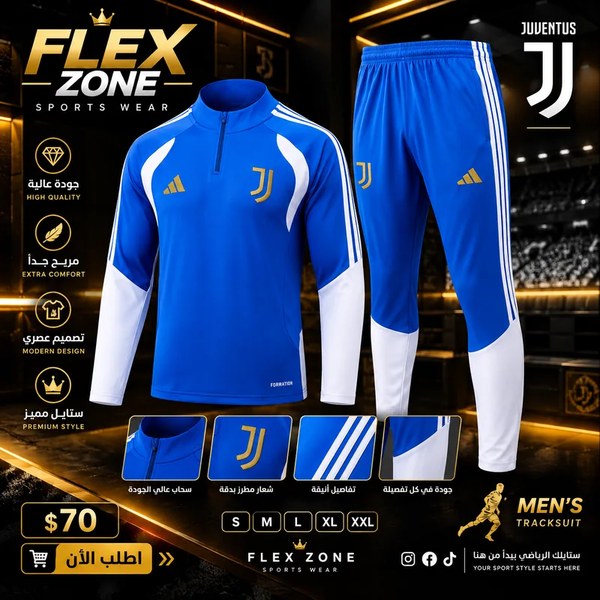 FLEX
ZONE
SPORTS WEAR
JUVENTUS
جودة عالية
HIGH QUALITY
مريح جداً
EXTRA COMFORT
تصميم عصري
MODERN DESIGN
ستايل مميز
PREMIUM STYLE
FORMATION
سحاب عالي الجودة
شعار مطرز بدقة
تفاصيل أنيقة
جودة في كل تفصيلة
$70
اطلب الأن
S M L XL XXL
FLEX ZONE
SPORTS WEAR
MEN'S
TRACKSUIT
ستايلك الرياضي يبدأ من هنا
YOUR SPORT STYLE STARTS HERE